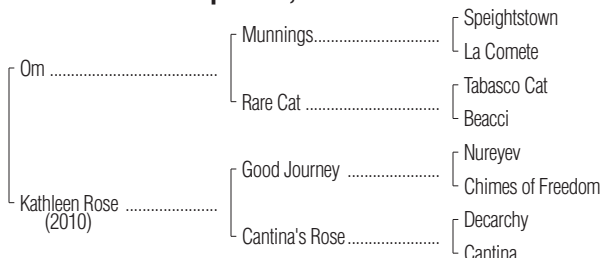 Speightstown
Munnings
La Comete
Om
Tabasco Cat
Rare Cat
Beacci
Nureyev
Good Journey
Chimes of Freedom
Kathleen Rose
(2010)
Decarchy
Cantina's Rose
Cantina